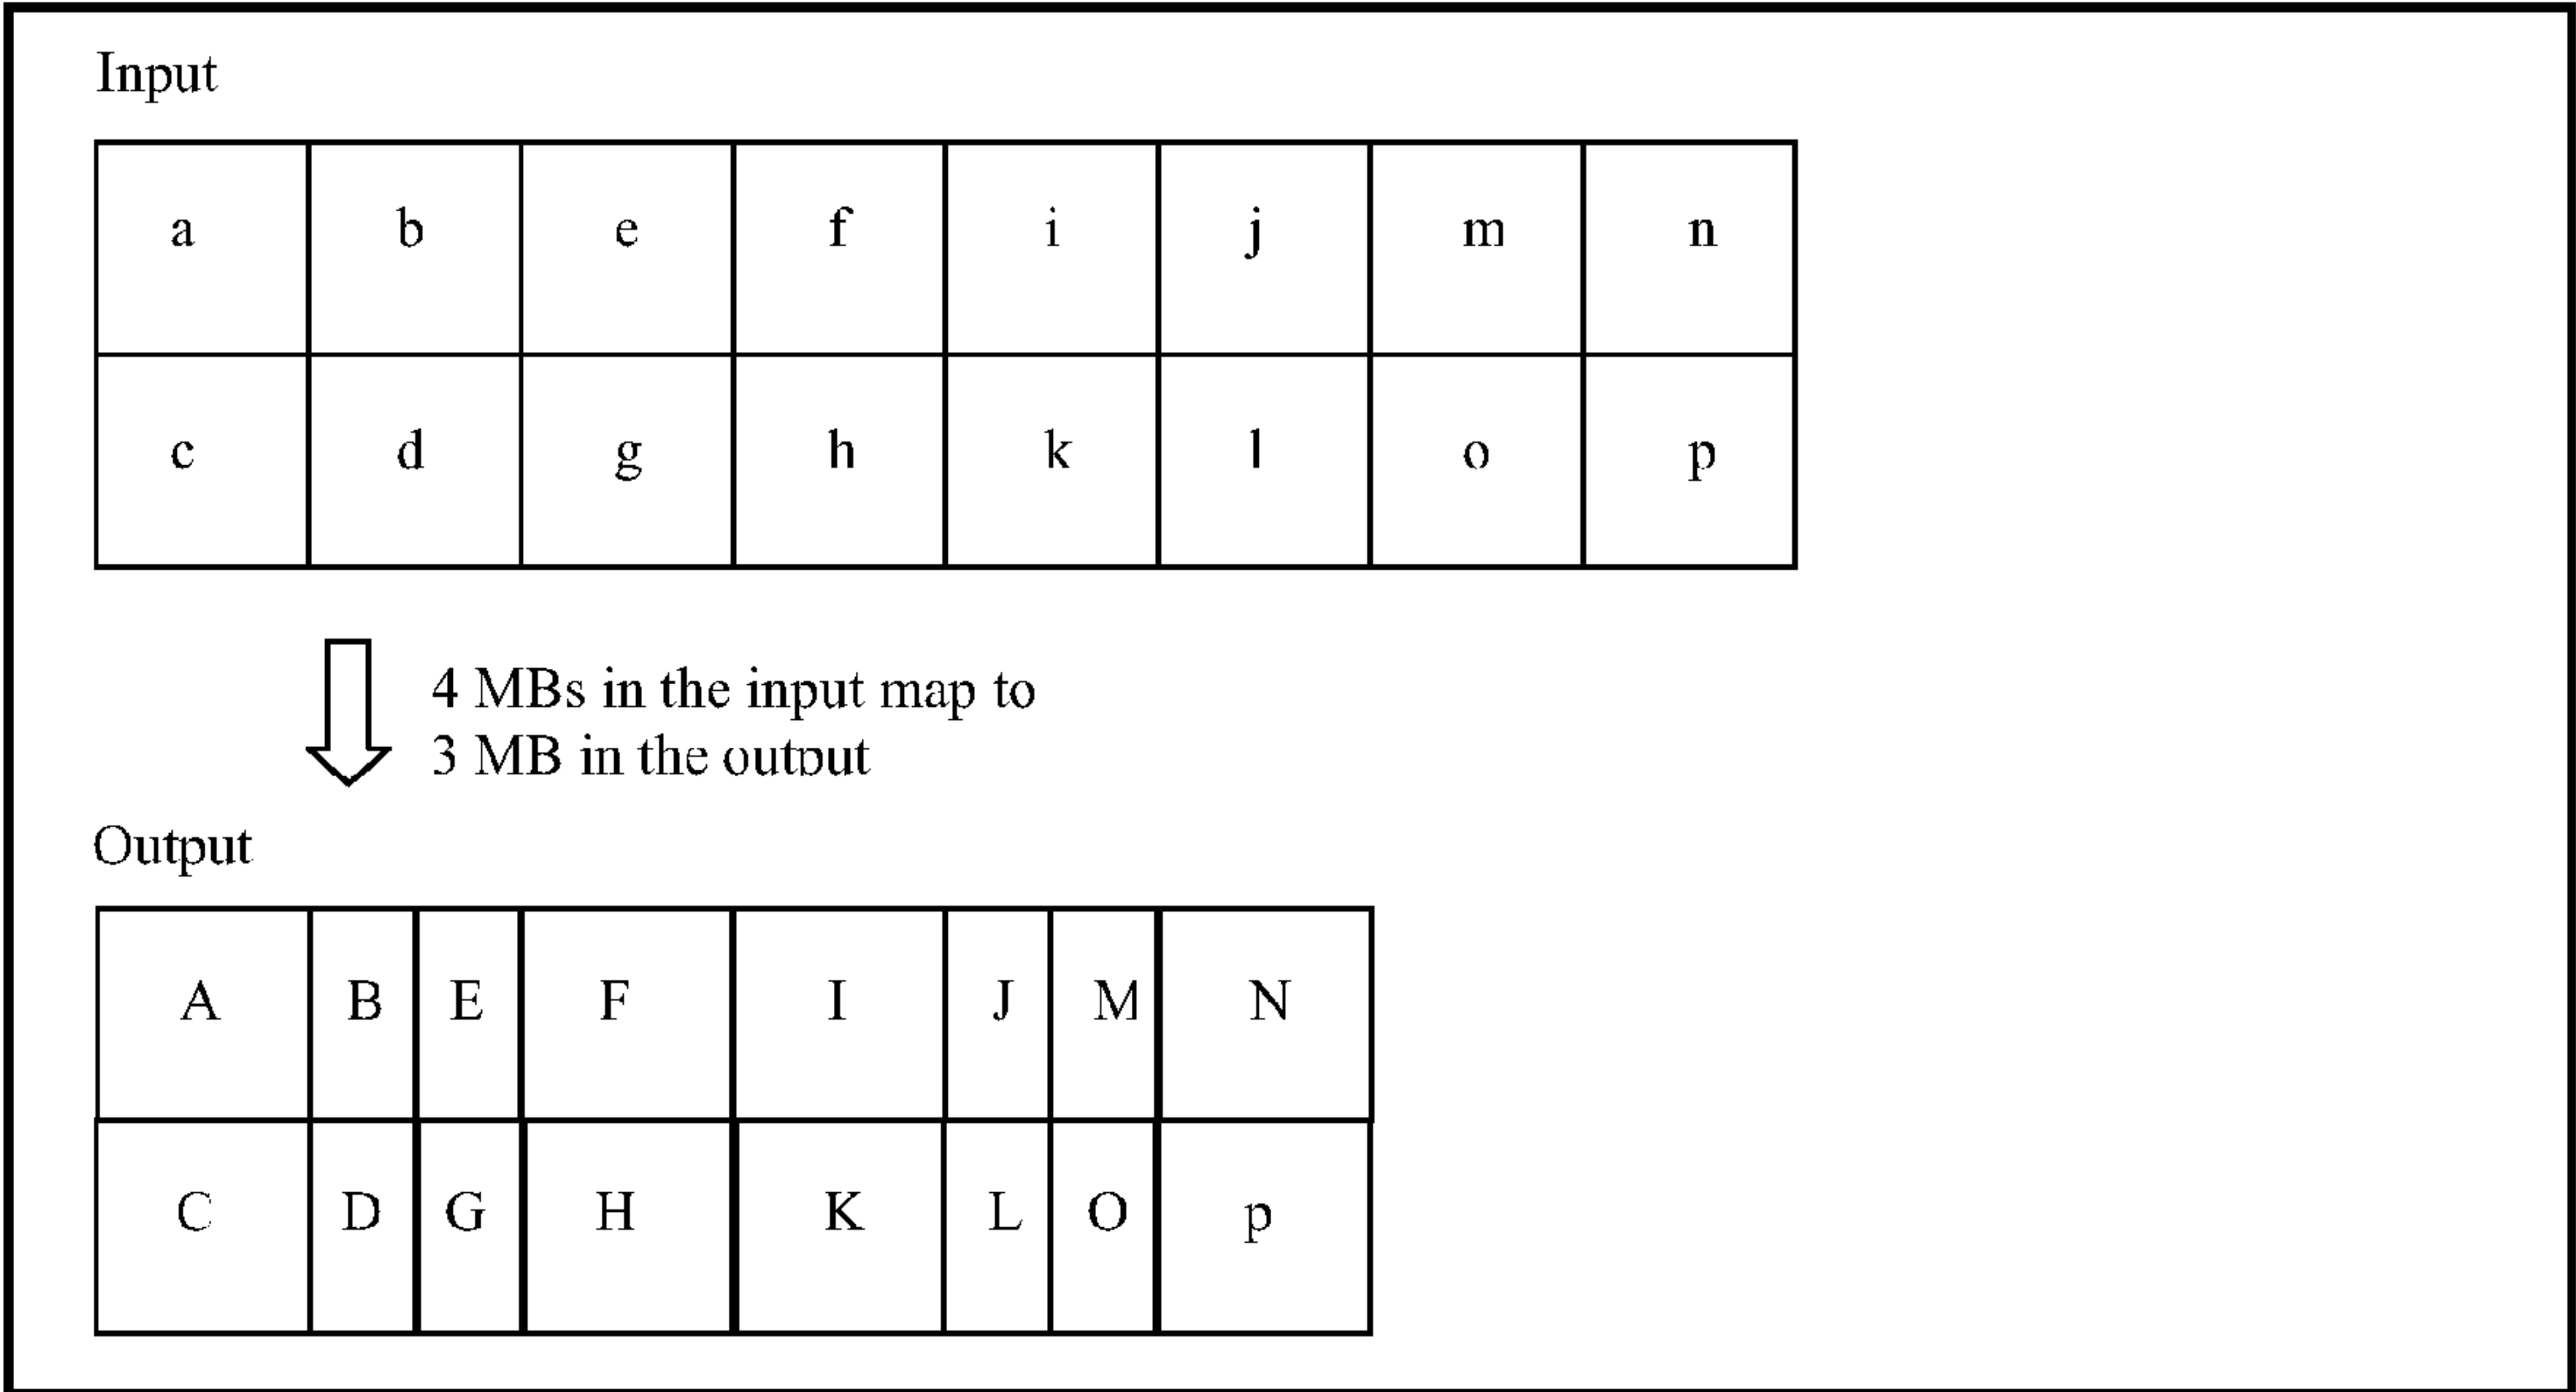 Input
a b e f i j m n
c d g h k l o p
4 MBs in the input map to
3 MB in the output
Output
A B E F I J M N
C D G H K L O p